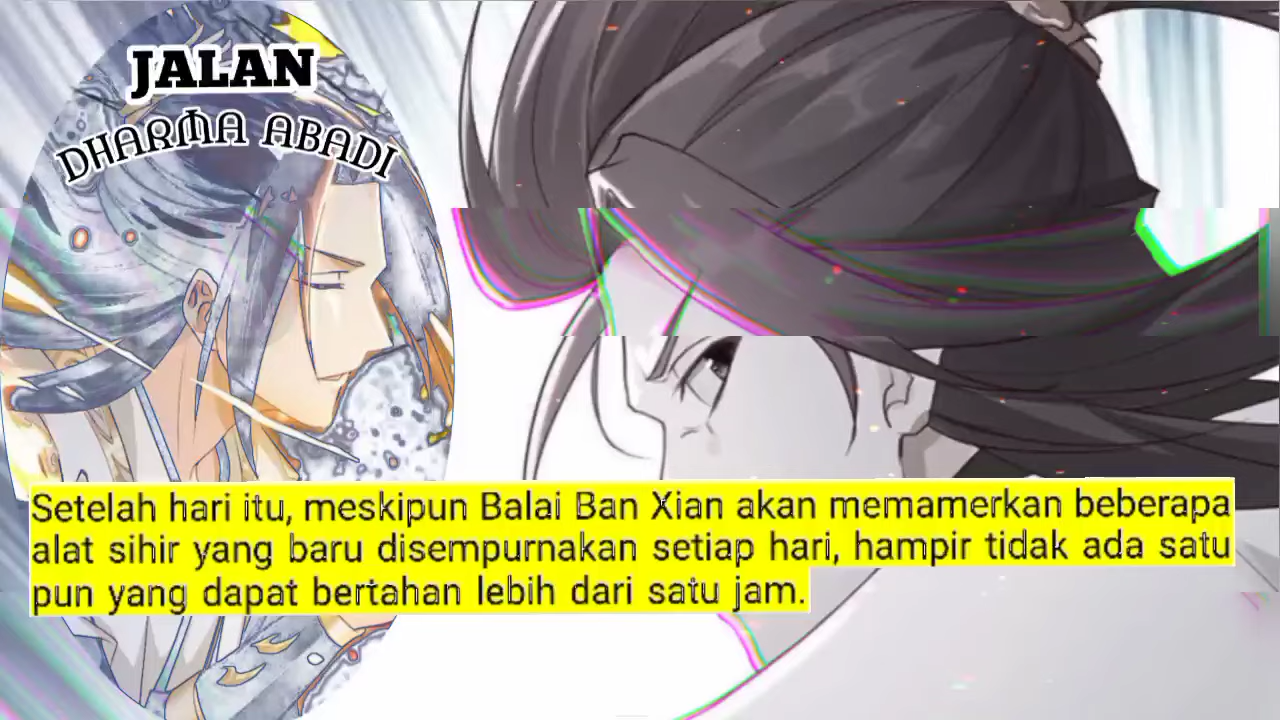 JALAN
DHARMA ABADI
Setelah hari itu, meskipun Balai Ban Xian akan memamerkan beberapa
alat sihir yang baru disempurnakan setiap hari, hampir tidak ada satu
pun yang dapat bertahan lebih dari satu jam.